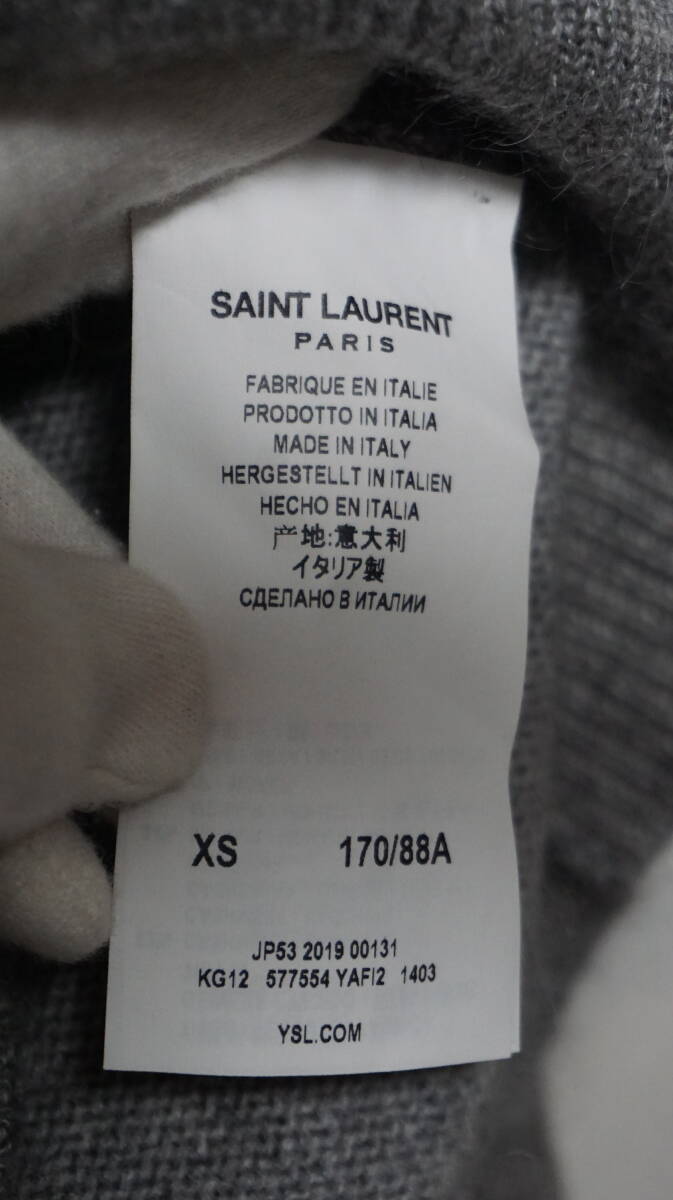 SAINT LAURENT
PARIS
FABRIQUE EN ITALIE
PRODOTTO IN ITALIA
MADE IN ITALY
HERGESTELLT IN ITALIEN
HECHO EN ITALIA
产地:意大利
イタリア製
СДЕЛАНО В ИТАЛИИ
XS 170/88A
JP53 2019 00131
KG12 577554 YAFI2 1403
YSL.COM